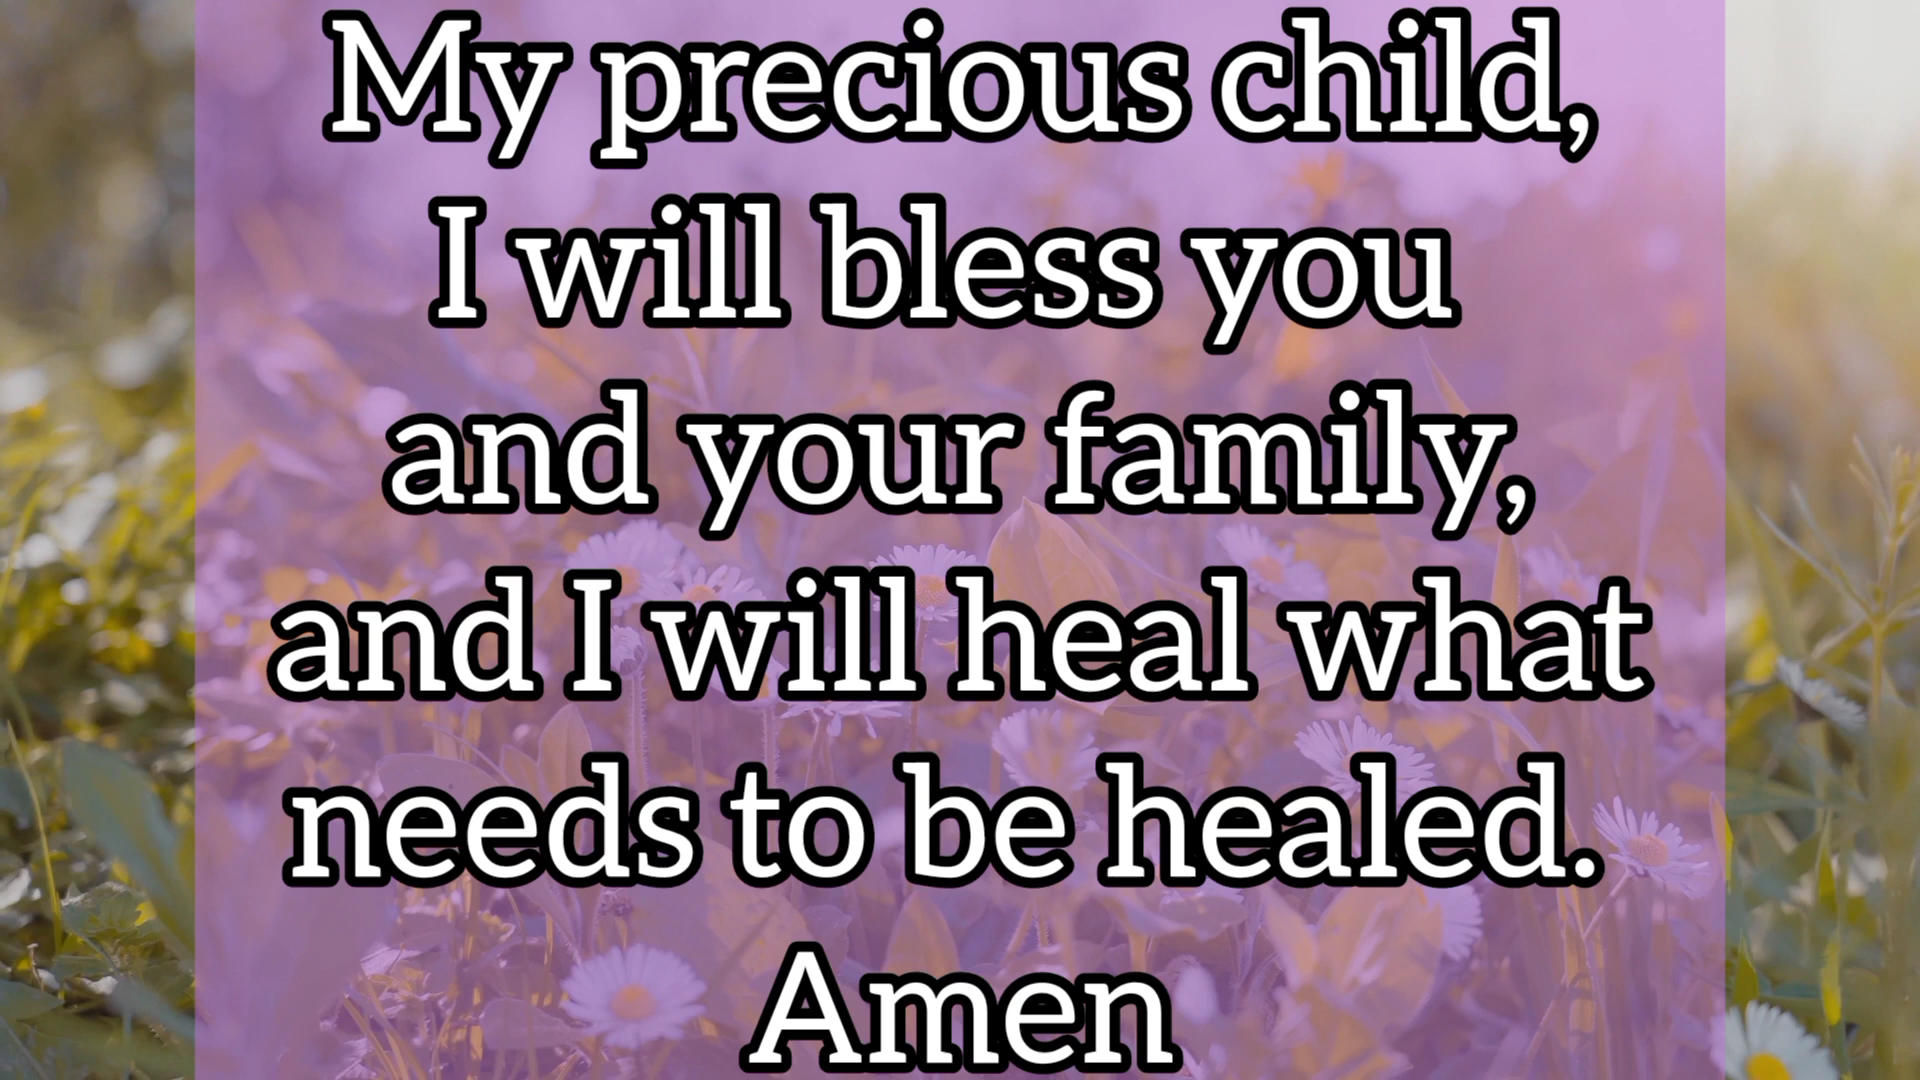 My precious child,
I will bless you
and your family,
and I will heal what
needs to be healed.
Amen